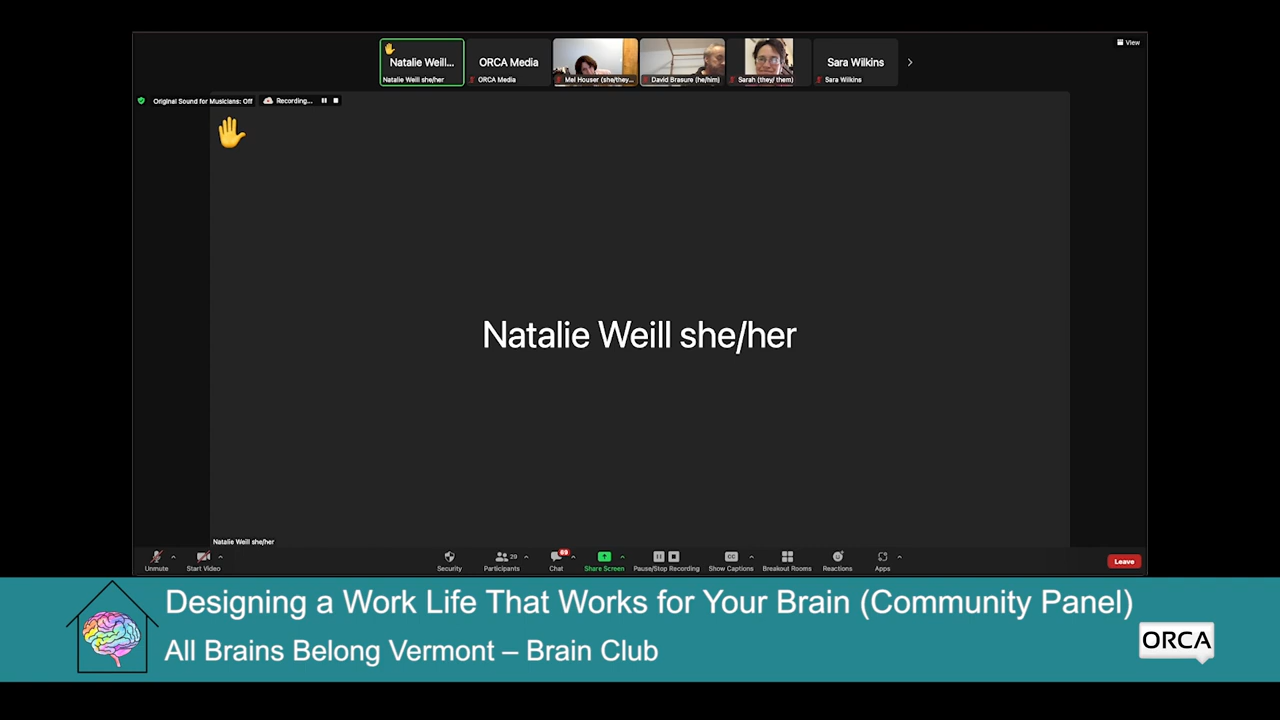 View
Natalie Weill...
Natalie Weill she/her
ORCA Media
ORCA Media
Mel Houser (she/they...
David Brasure (he/him)
Sarah (they/ them)
Sara Wilkins
Sara Wilkins
Original Sound for Musicians: Off
Recording...
Natalie Weill she/her
Natalie Weill she/her
Unmute
Start Video
Security
Participants
29
Chat
69
Share Screen
Pause/Stop Recording
CC
Show Captions
Breakout Rooms
Reactions
Apps
Leave
Designing a Work Life That Works for Your Brain (Community Panel)
All Brains Belong Vermont – Brain Club
ORCA